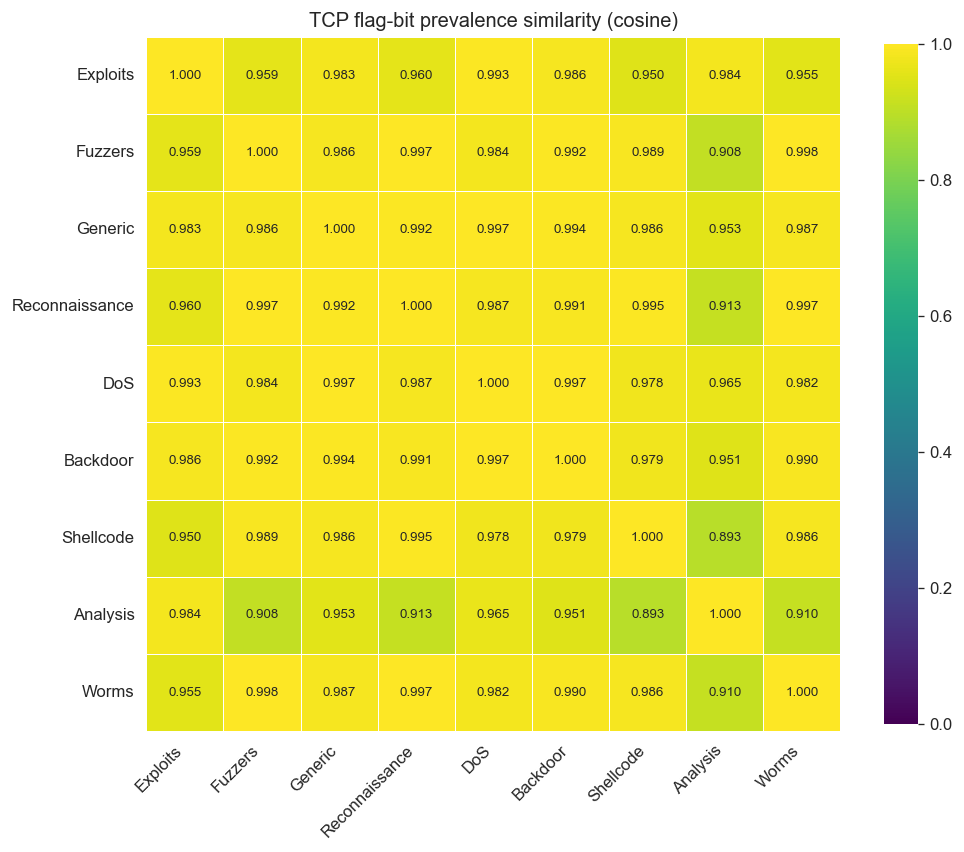 TCP flag-bit prevalence similarity (cosine)
Exploits 1.000 0.959 0.983 0.960 0.993 0.986 0.950 0.984 0.955
Fuzzers 0.959 1.000 0.986 0.997 0.984 0.992 0.989 0.908 0.998
Generic 0.983 0.986 1.000 0.992 0.997 0.994 0.986 0.953 0.987
Reconnaissance 0.960 0.997 0.992 1.000 0.987 0.991 0.995 0.913 0.997
DoS 0.993 0.984 0.997 0.987 1.000 0.997 0.978 0.965 0.982
Backdoor 0.986 0.992 0.994 0.991 0.997 1.000 0.979 0.951 0.990
Shellcode 0.950 0.989 0.986 0.995 0.978 0.979 1.000 0.893 0.986
Analysis 0.984 0.908 0.953 0.913 0.965 0.951 0.893 1.000 0.910
Worms 0.955 0.998 0.987 0.997 0.982 0.990 0.986 0.910 1.000
Exploits Fuzzers Generic Reconnaissance DoS Backdoor Shellcode Analysis Worms
1.0
0.8
0.6
0.4
0.2
0.0